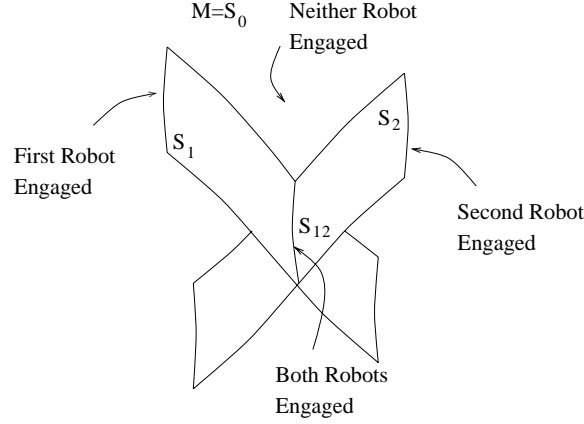 M=S0
Neither Robot
Engaged
S1
S2
First Robot
Engaged
S12
Second Robot
Engaged
Both Robots
Engaged